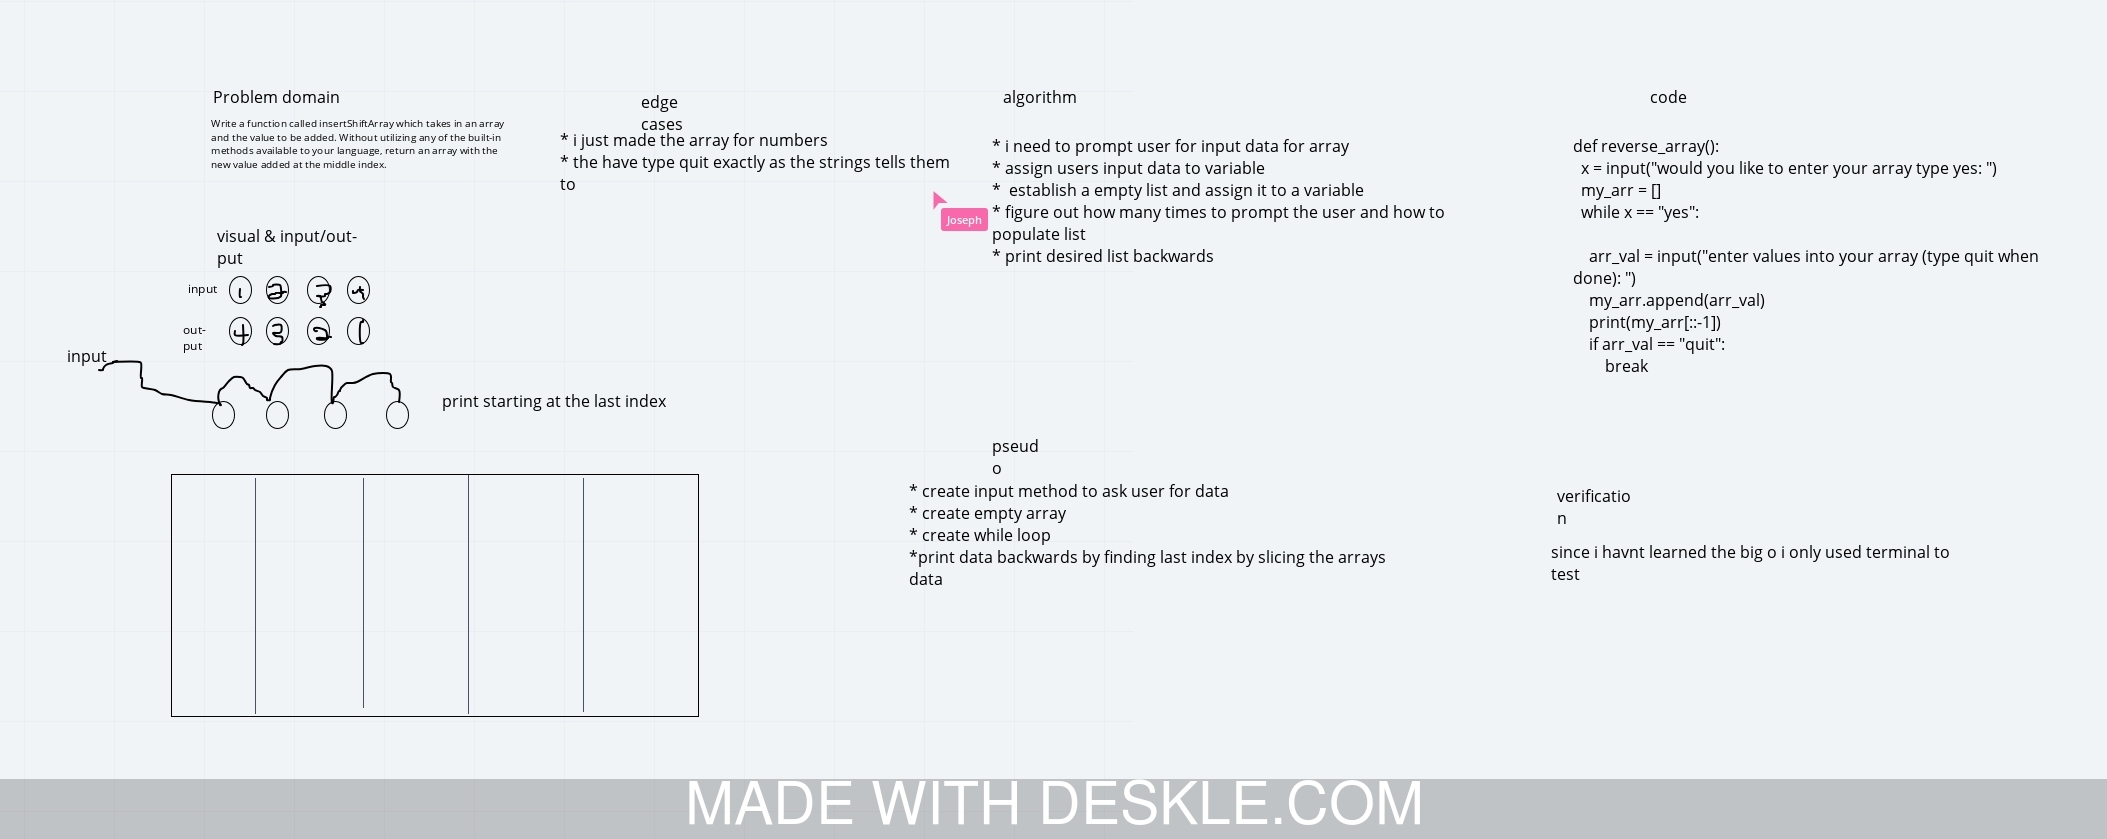 Problem domain
Write a function called insertShiftArray which takes in an array
and the value to be added. Without utilizing any of the built-in
methods available to your language, return an array with the
new value added at the middle index.
visual & input/out-
put
input 1 2 3 4
out-
put
4 3 2 1
input
print starting at the last index
edge
cases
* i just made the array for numbers
* the have type quit exactly as the strings tells them
to
Joseph
algorithm
* i need to prompt user for input data for array
* assign users input data to variable
*  establish a empty list and assign it to a variable
* figure out how many times to prompt the user and how to
populate list
* print desired list backwards
pseud
o
* create input method to ask user for data
* create empty array
* create while loop
*print data backwards by finding last index by slicing the arrays
data
code
def reverse_array():
  x = input("would you like to enter your array type yes: ")
  my_arr = []
  while x == "yes":
    arr_val = input("enter values into your array (type quit when
done): ")
    my_arr.append(arr_val)
    print(my_arr[::-1])
    if arr_val == "quit":
        break
verificatio
n
since i havnt learned the big o i only used terminal to
test
MADE WITH DESKLE.COM